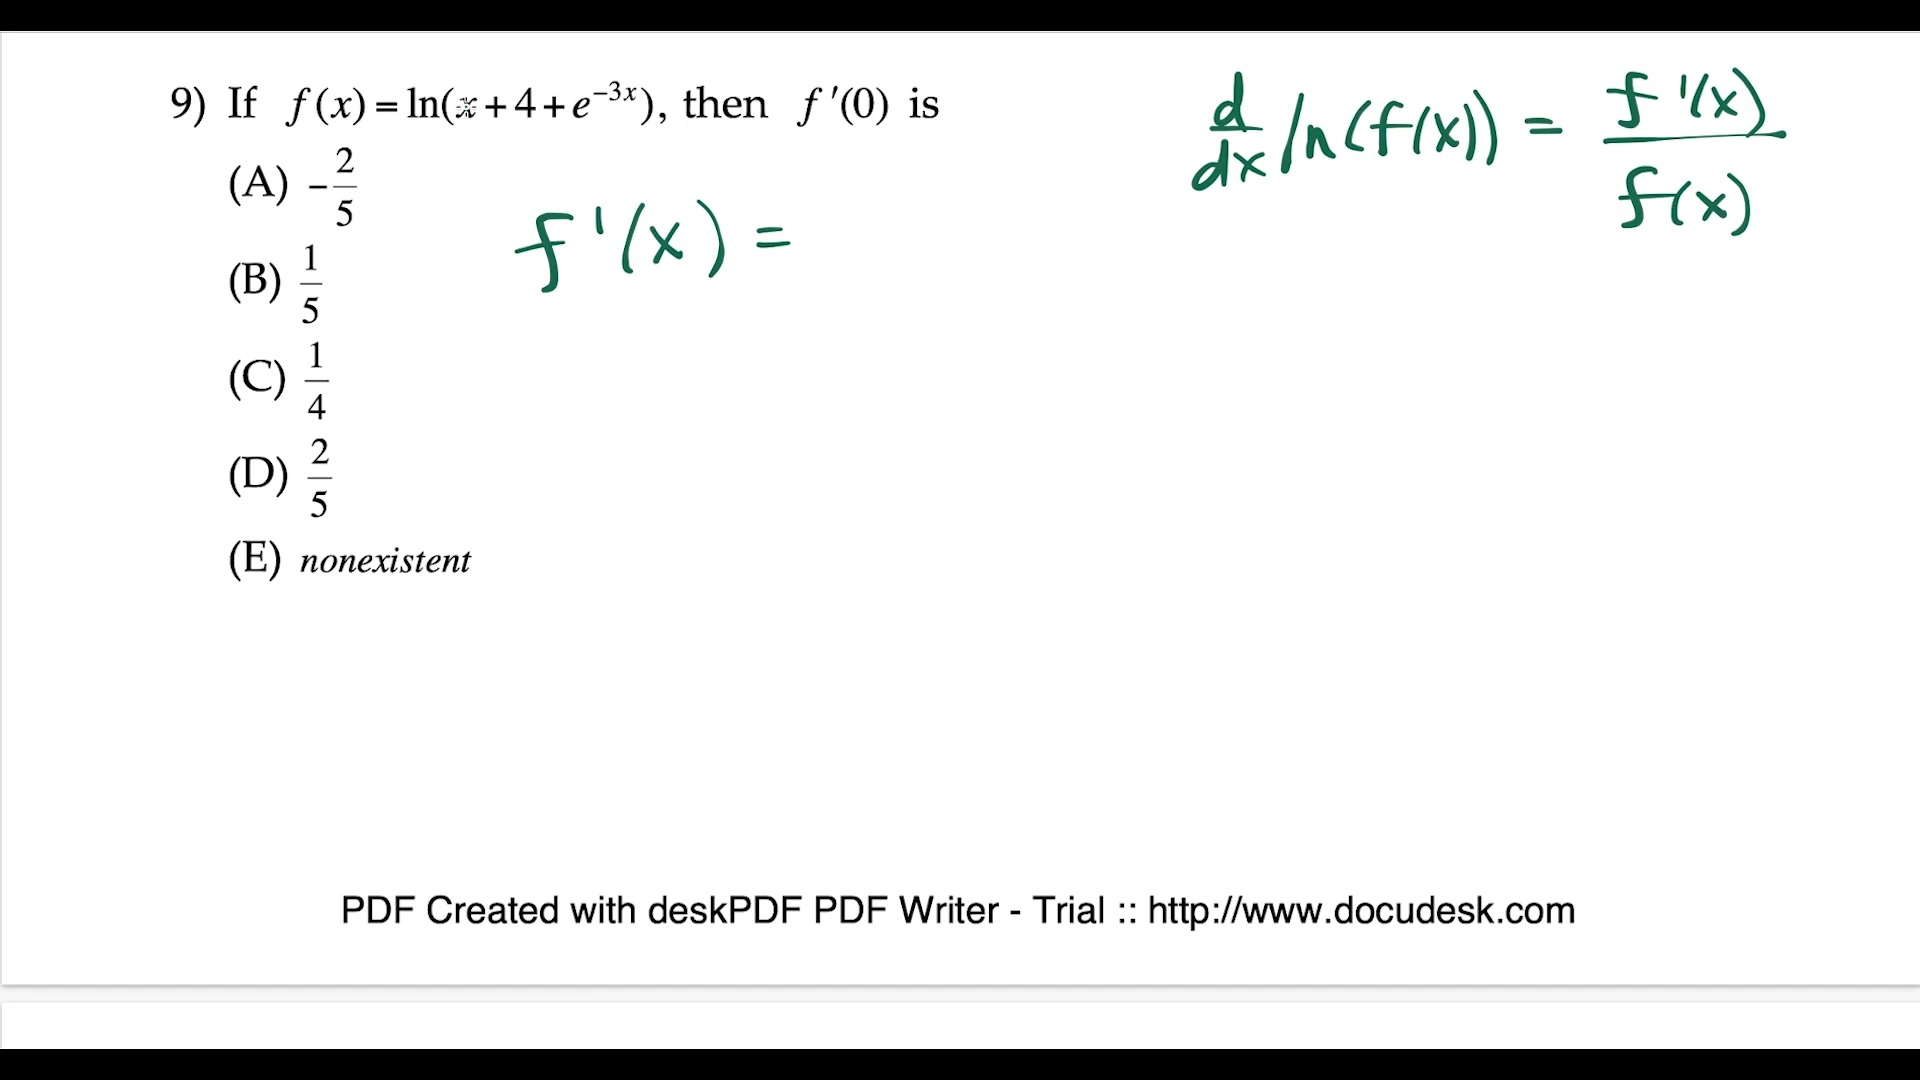 9) If f(x) = ln(x + 4 + e⁻³ˣ), then f ′(0) is
(A) -2/5
(B) 1/5
(C) 1/4
(D) 2/5
(E) nonexistent
f'(x) =
d/dx ln(f(x)) = f'(x)/f(x)
PDF Created with deskPDF PDF Writer - Trial :: http://www.docudesk.com